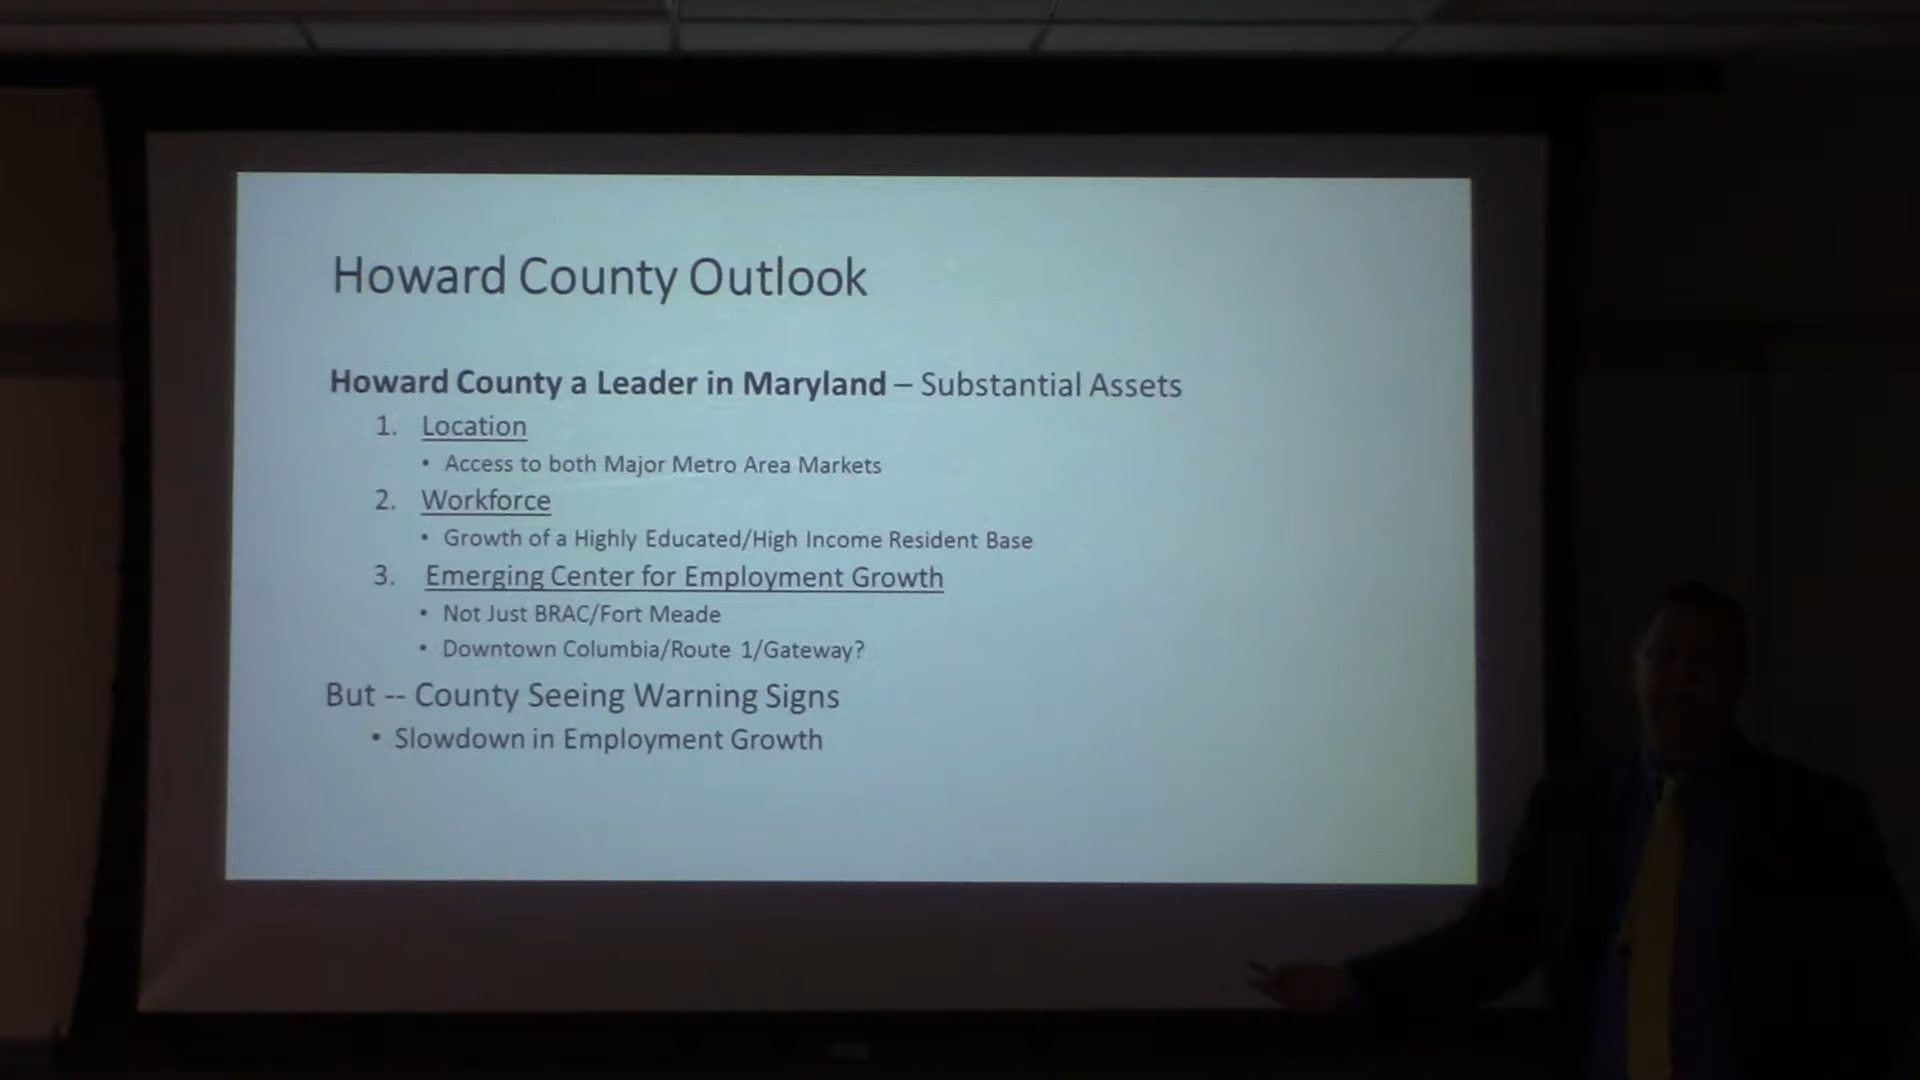 Howard County Outlook
Howard County a Leader in Maryland – Substantial Assets
1. Location
• Access to both Major Metro Area Markets
2. Workforce
• Growth of a Highly Educated/High Income Resident Base
3. Emerging Center for Employment Growth
• Not Just BRAC/Fort Meade
• Downtown Columbia/Route 1/Gateway?
But -- County Seeing Warning Signs
• Slowdown in Employment Growth